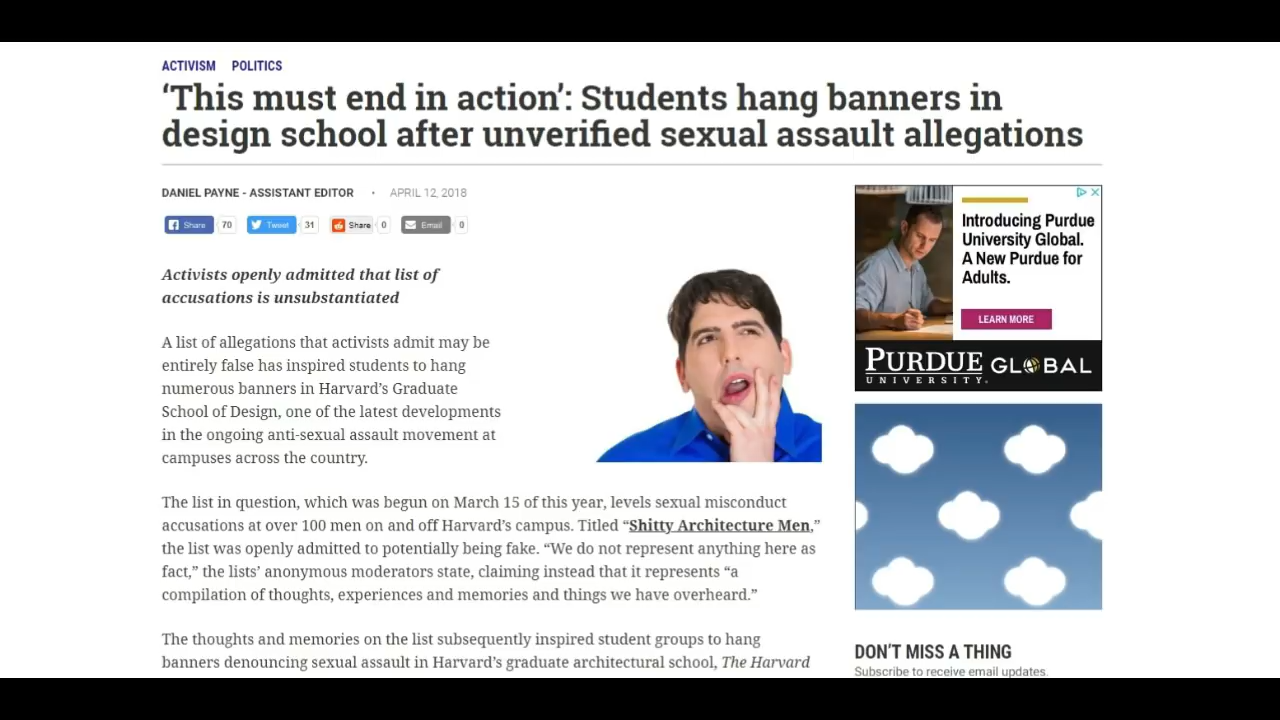 ACTIVISM POLITICS
‘This must end in action’: Students hang banners in
design school after unverified sexual assault allegations
DANIEL PAYNE - ASSISTANT EDITOR • APRIL 12, 2018
Share 70 Tweet 31 Share 0 Email 0
Activists openly admitted that list of
accusations is unsubstantiated
A list of allegations that activists admit may be
entirely false has inspired students to hang
numerous banners in Harvard’s Graduate
School of Design, one of the latest developments
in the ongoing anti-sexual assault movement at
campuses across the country.
The list in question, which was begun on March 15 of this year, levels sexual misconduct
accusations at over 100 men on and off Harvard’s campus. Titled “Shitty Architecture Men,”
the list was openly admitted to potentially being fake. “We do not represent anything here as
fact,” the lists’ anonymous moderators state, claiming instead that it represents “a
compilation of thoughts, experiences and memories and things we have overheard.”
The thoughts and memories on the list subsequently inspired student groups to hang
banners denouncing sexual assault in Harvard’s graduate architectural school, The Harvard
Introducing Purdue
University Global.
A New Purdue for
Adults.
LEARN MORE
PURDUE GLOBAL
UNIVERSITY
DON’T MISS A THING
Subscribe to receive email updates.